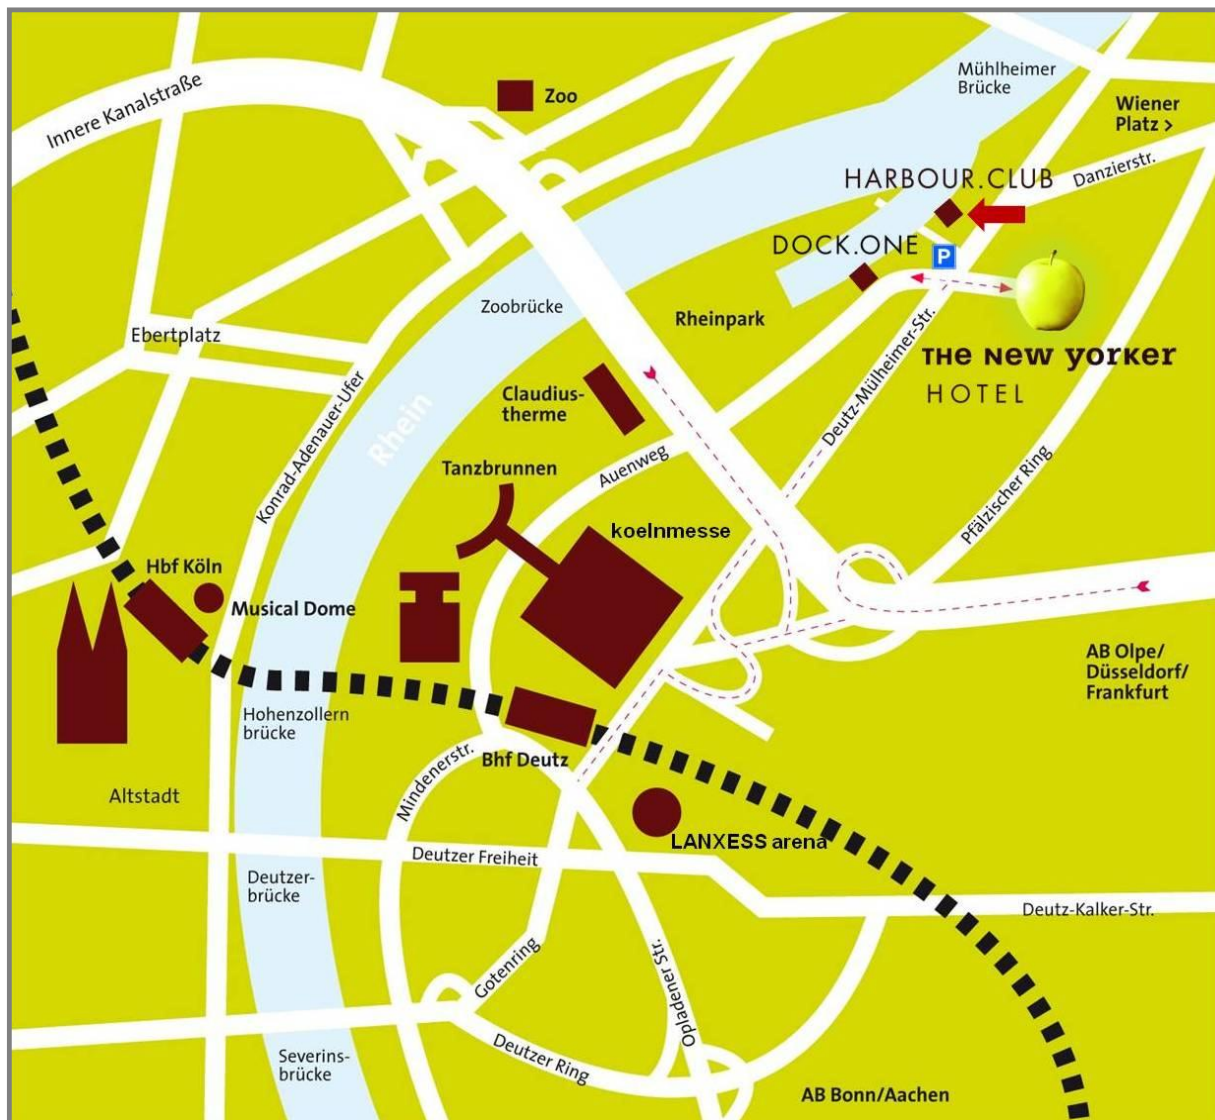 Innere Kanalstraße
Zoo
Mühlheimer
Brücke
Wiener
Platz >
Danzierstr.
HARBOUR.CLUB
DOCK.ONE
P
Zoobrücke
Rheinpark
Ebertplatz
THE NEW YORKER
HOTEL
Deutz-Mülheimer-Str.
Claudius-
therme
Konrad-Adenauer-Ufer
Rhein
Tanzbrunnen
Auenweg
Pfälzischer Ring
koelnmesse
Hbf Köln
Musical Dome
AB Olpe/
Düsseldorf/
Frankfurt
Hohenzollern
brücke
Mindenerstr.
Bhf Deutz
Altstadt
LANXESS arena
Deutzer Freiheit
Deutzer-
brücke
Deutz-Kalker-Str.
Gotenring
Opladener Str.
Severins-
brücke
Deutzer Ring
AB Bonn/Aachen